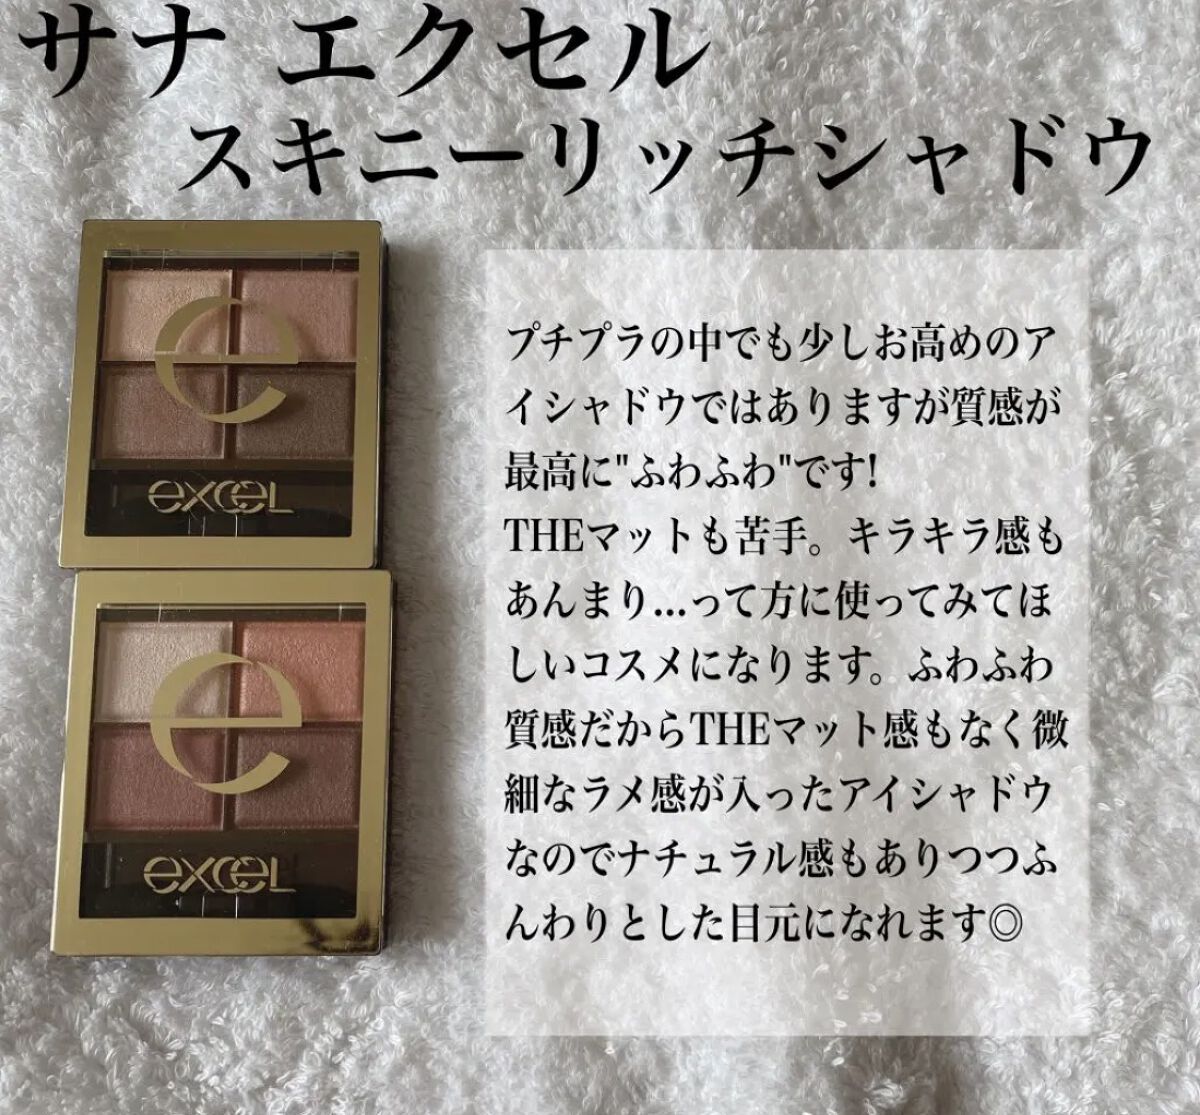 サナ エクセル
スキニーリッチシャドウ
プチプラの中でも少しお高めのア
イシャドウではありますが質感が
最高に"ふわふわ"です!
THEマットも苦手。キラキラ感も
あんまり…って方に使ってみてほ
しいコスメになります。ふわふわ
質感だからTHEマット感もなく微
細なラメ感が入ったアイシャドウ
なのでナチュラル感もありつつふ
んわりとした目元になれます◎
e
excel
e
excel